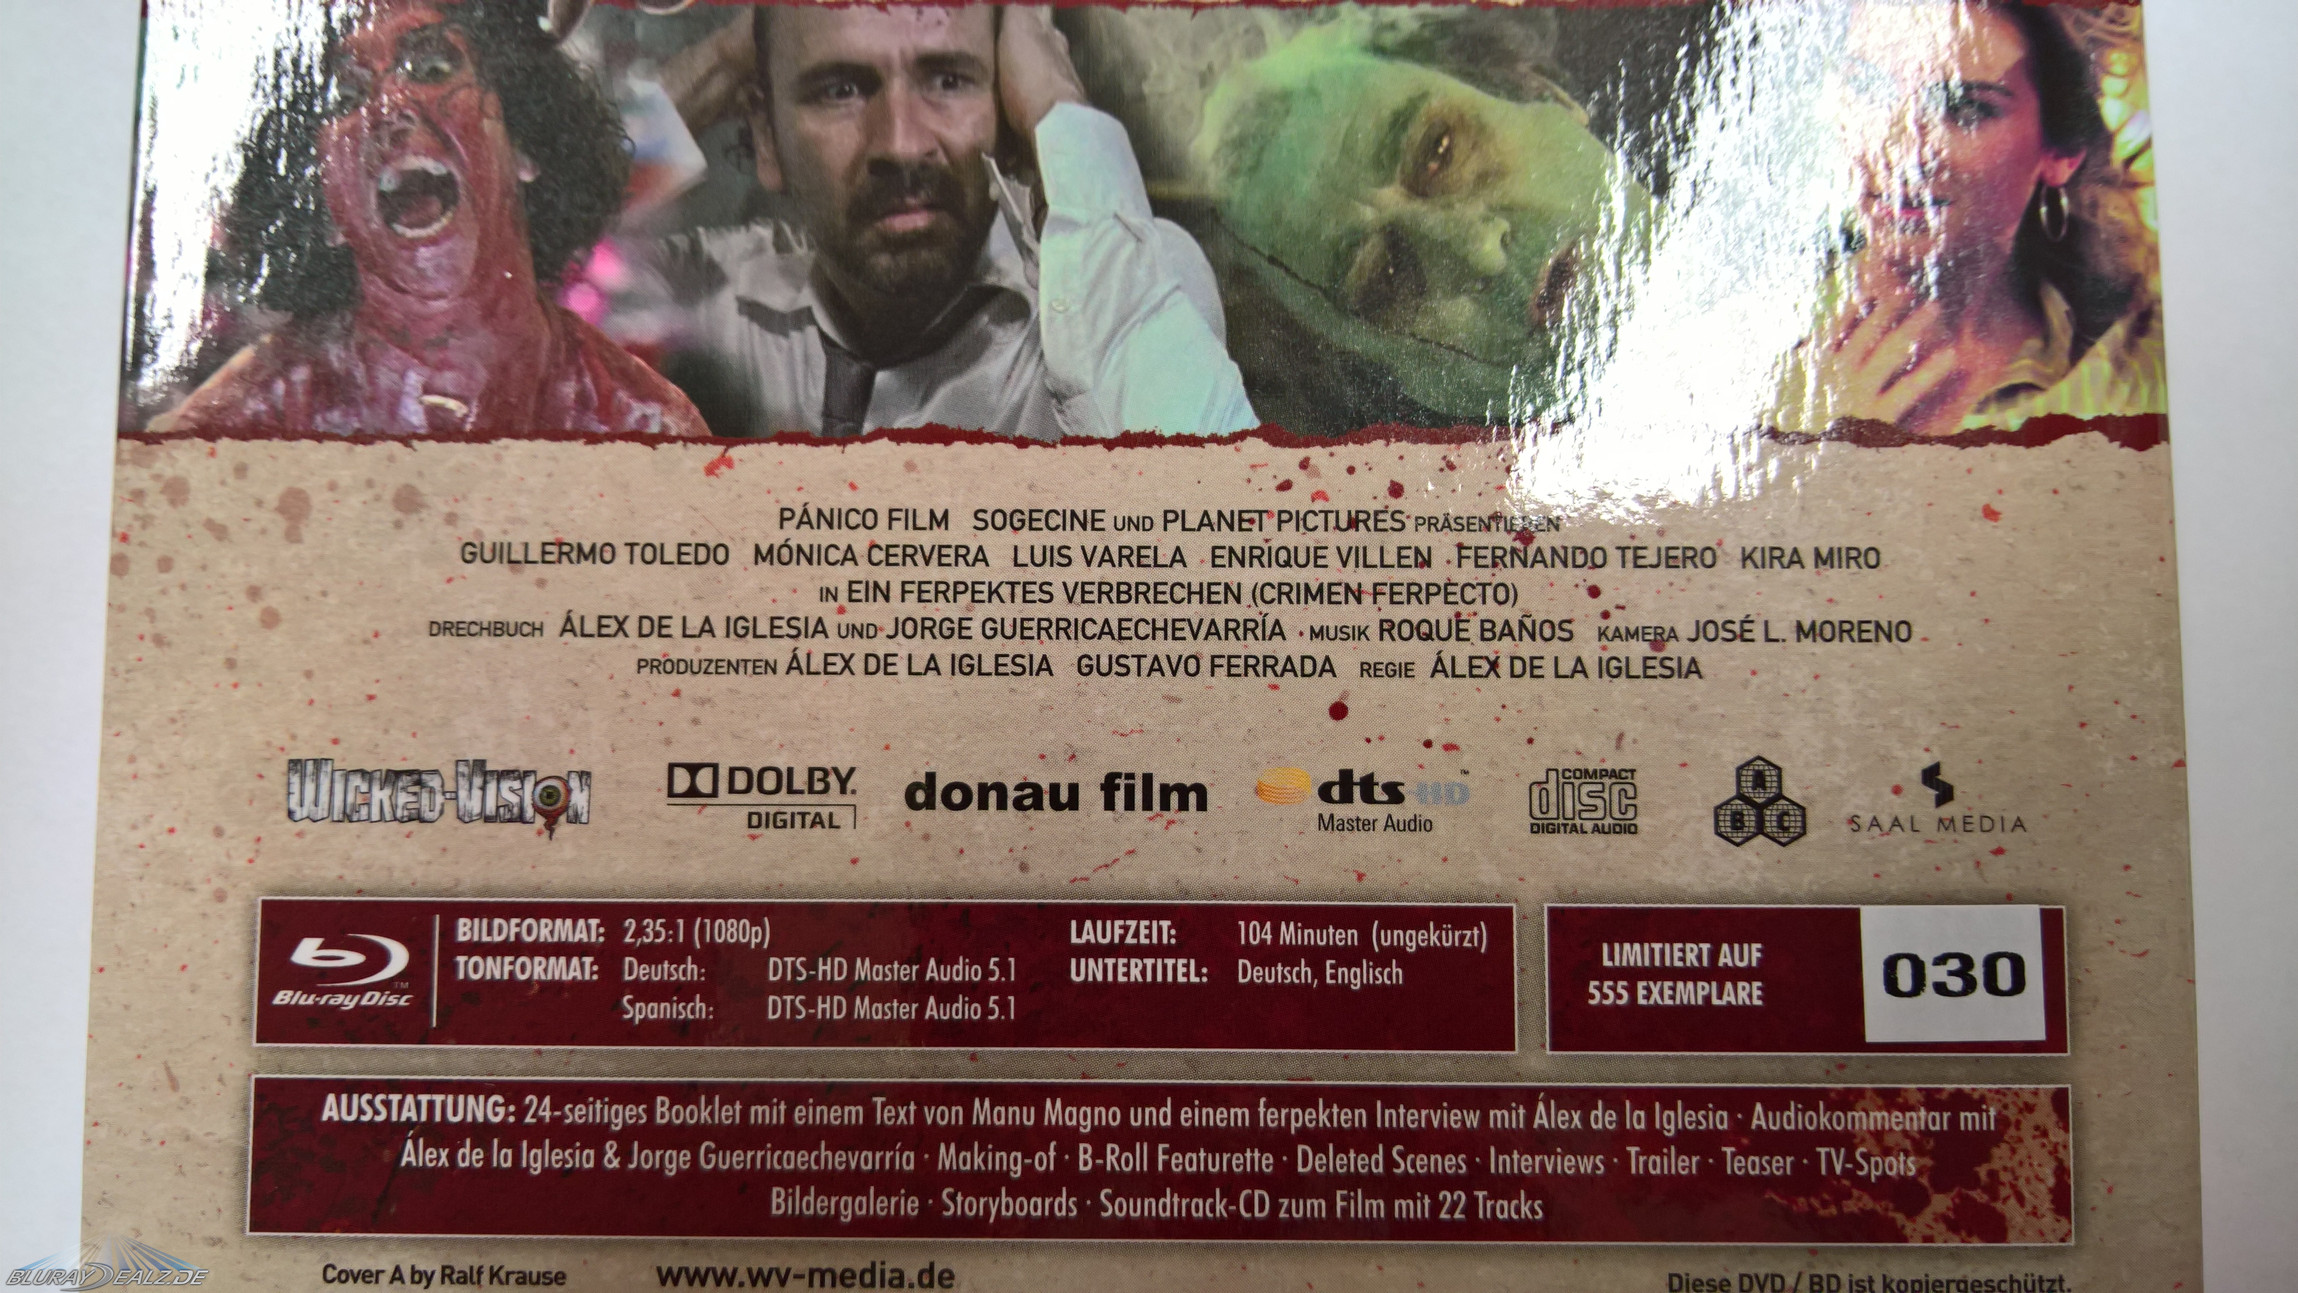 PÁNICO FILM SOGECINE UND PLANET PICTURES PRÄSENTIEREN
GUILLERMO TOLEDO MÓNICA CERVERA LUIS VARELA ENRIQUE VILLEN FERNANDO TEJERO KIRA MIRO
IN EIN FERPEKTES VERBRECHEN (CRIMEN FERPECTO)
DRECHBUCH ÁLEX DE LA IGLESIA UND JORGE GUERRICAECHEVARRÍA · MUSIK ROQUE BAÑOS KAMERA JOSÉ L. MORENO
PRODUZENTEN ÁLEX DE LA IGLESIA GUSTAVO FERRADA REGIE ÁLEX DE LA IGLESIA
WICKED-VISION
DOLBY
DIGITAL
donau film
dts-HD™
Master Audio
COMPACT
disc
DIGITAL AUDIO
A
B C
SAAL MEDIA
Blu-ray Disc™
BILDFORMAT: 2,35:1 (1080p)
TONFORMAT: Deutsch: DTS-HD Master Audio 5.1
Spanisch: DTS-HD Master Audio 5.1
LAUFZEIT: 104 Minuten (ungekürzt)
UNTERTITEL: Deutsch, Englisch
LIMITIERT AUF
555 EXEMPLARE
030
AUSSTATTUNG: 24-seitiges Booklet mit einem Text von Manu Magno und einem ferpekten Interview mit Álex de la Iglesia · Audiokommentar mit
Álex de la Iglesia & Jorge Guerricaechevarría · Making-of · B-Roll Featurette · Deleted Scenes · Interviews · Trailer · Teaser · TV-Spots
Bildergalerie · Storyboards · Soundtrack-CD zum Film mit 22 Tracks
Cover A by Ralf Krause
www.wv-media.de
Diese DVD / BD ist kopiergeschützt.
BLURAYDEALZ.DE